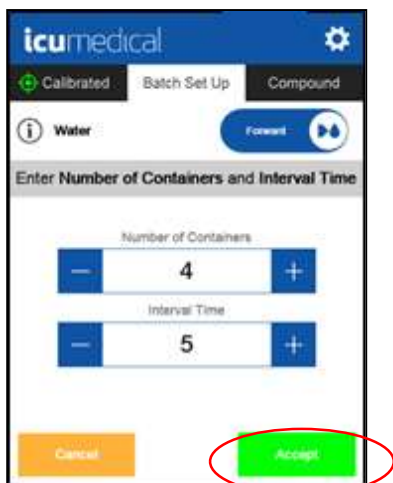 icumedical
Calibrated Batch Set Up Compound
i Water Forward
Enter Number of Containers and Interval Time
Number of Containers
− 4 +
Interval Time
− 5 +
Cancel Accept